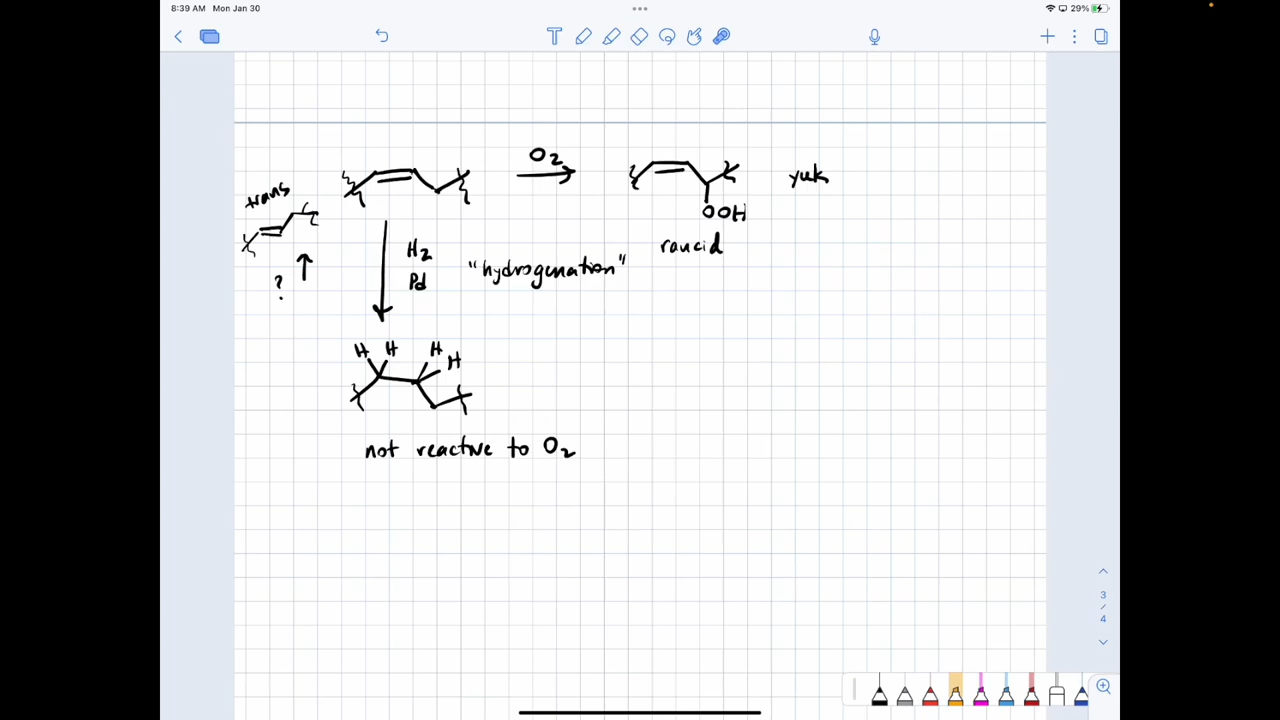 8:39 AM Mon Jan 30
29%
O2
yuk
trans
OOH
rancid
H2
Pd
"hydrogenation"
?
H H H H
not reactive to O2
3
/
4